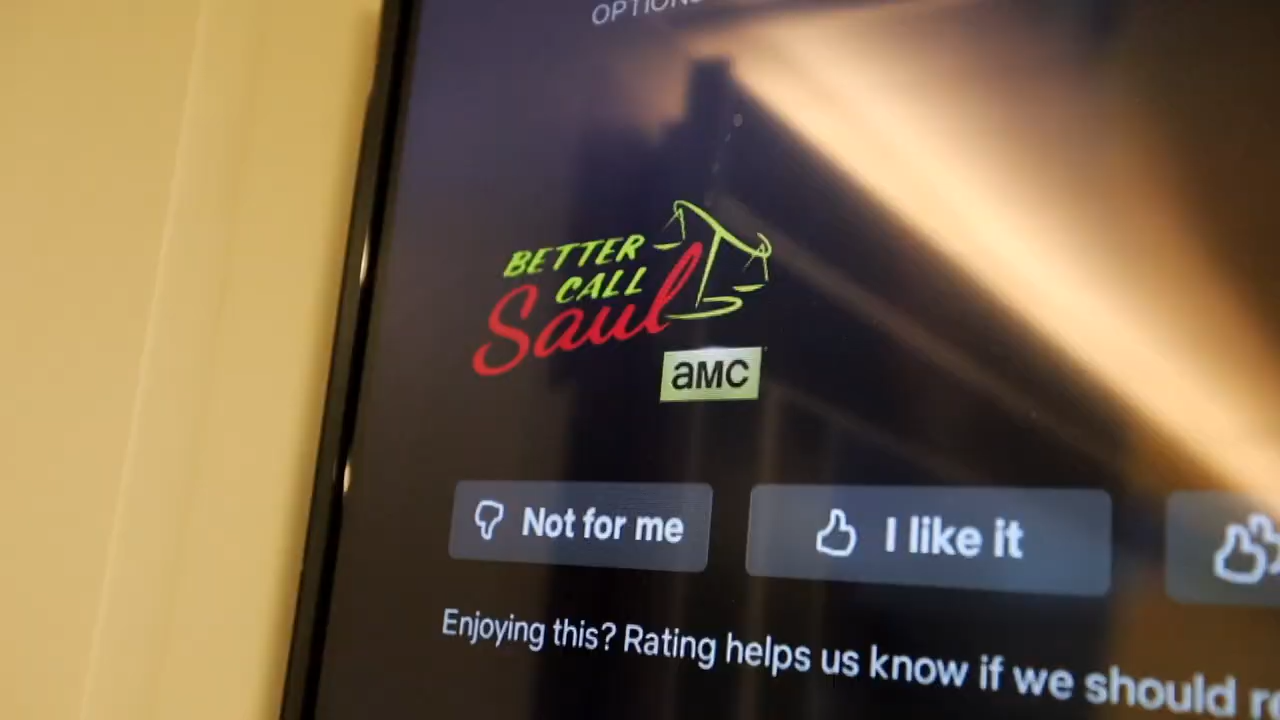 BETTER
CALL
Saul
aMC
Not for me
I like it
Enjoying this? Rating helps us know if we should